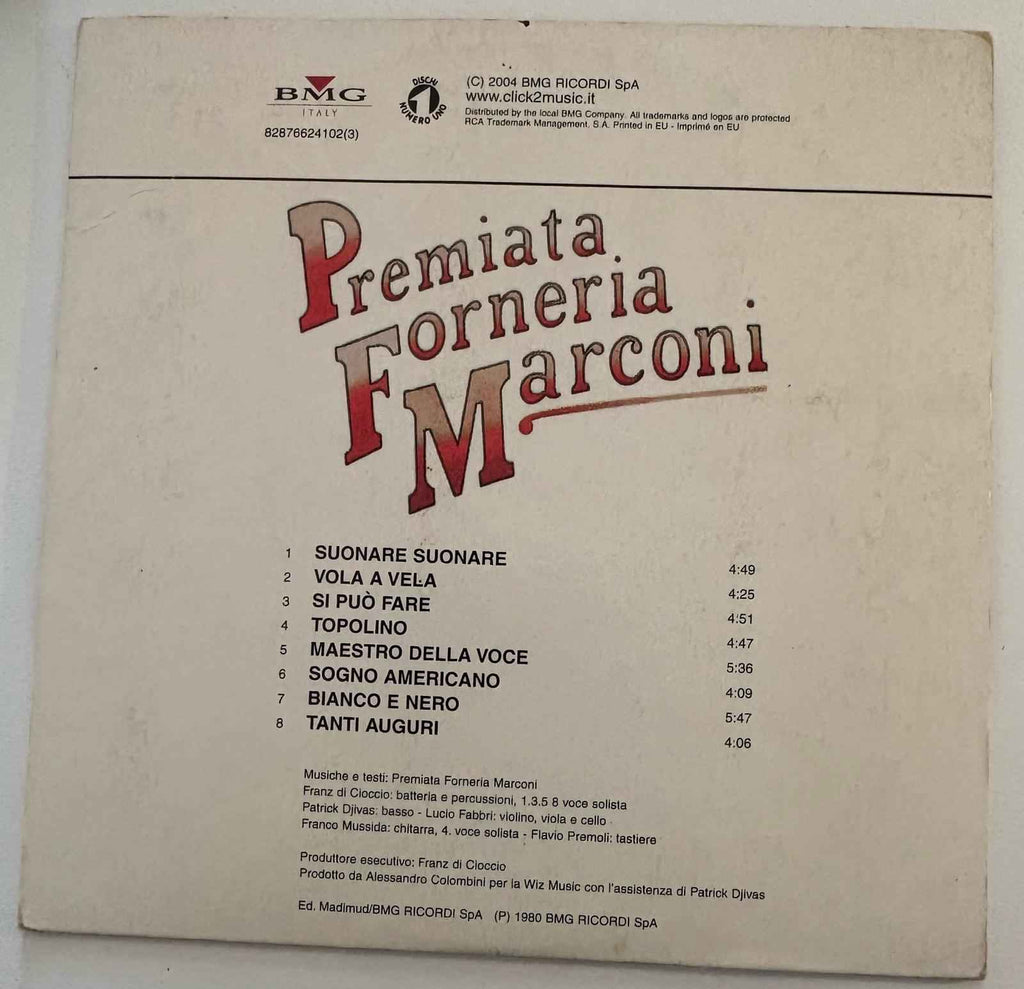 BMG
ITALY
82876624102(3)
DISCHI
1
NUMERO UNO
(C) 2004 BMG RICORDI SpA
www.click2music.it
Distributed by the local BMG Company. All trademarks and logos are protected
RCA Trademark Management. S.A. Printed in EU - Imprimé en EU
Premiata
Forneria
Marconi
1 SUONARE SUONARE 4:49
2 VOLA A VELA 4:25
3 SI PUÒ FARE 4:51
4 TOPOLINO 4:47
5 MAESTRO DELLA VOCE 5:36
6 SOGNO AMERICANO 4:09
7 BIANCO E NERO 5:47
8 TANTI AUGURI 4:06
Musiche e testi: Premiata Forneria Marconi
Franz di Cioccio: batteria e percussioni, 1.3.5 8 voce solista
Patrick Djivas: basso - Lucio Fabbri: violino, viola e cello
Franco Mussida: chitarra, 4. voce solista - Flavio Premoli: tastiere
Produttore esecutivo: Franz di Cioccio
Prodotto da Alessandro Colombini per la Wiz Music con l'assistenza di Patrick Djivas
Ed. Madimud/BMG RICORDI SpA (P) 1980 BMG RICORDI SpA